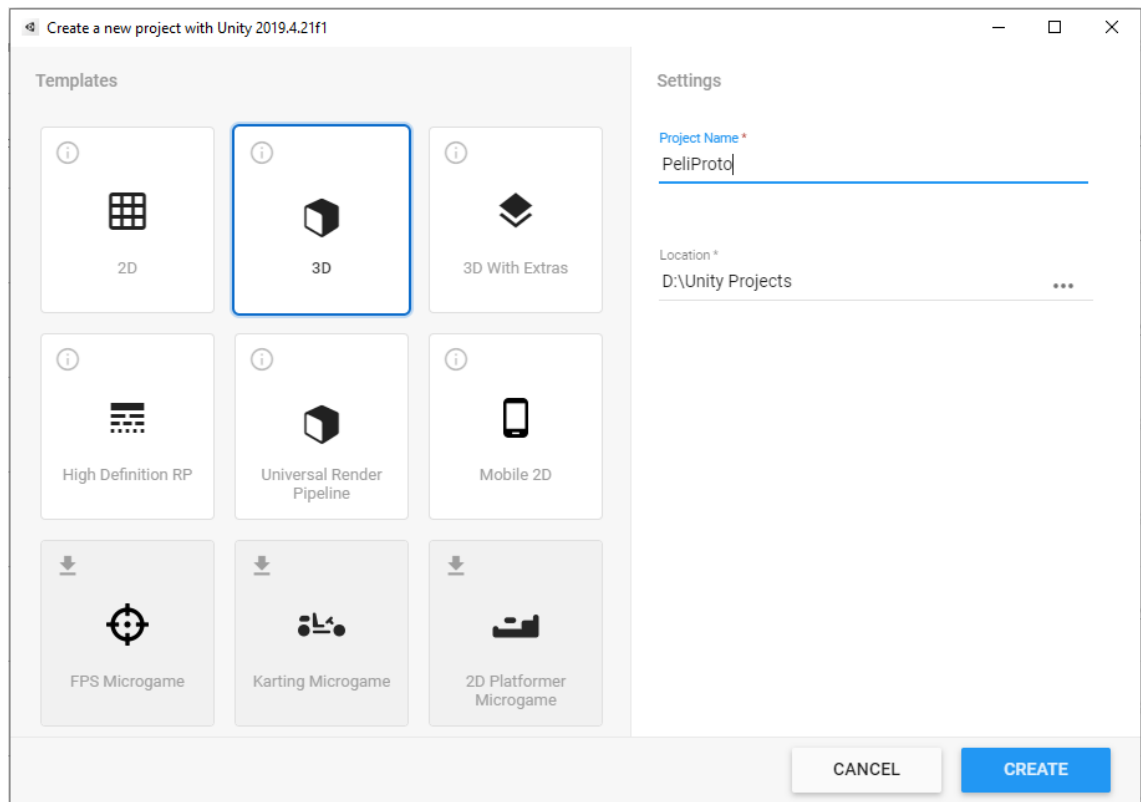 Create a new project with Unity 2019.4.21f1
Templates
Settings
2D
3D
3D With Extras
High Definition RP
Universal Render
Pipeline
Mobile 2D
FPS Microgame
Karting Microgame
2D Platformer
Microgame
Project Name *
PeliProto
Location *
D:\Unity Projects
CANCEL
CREATE